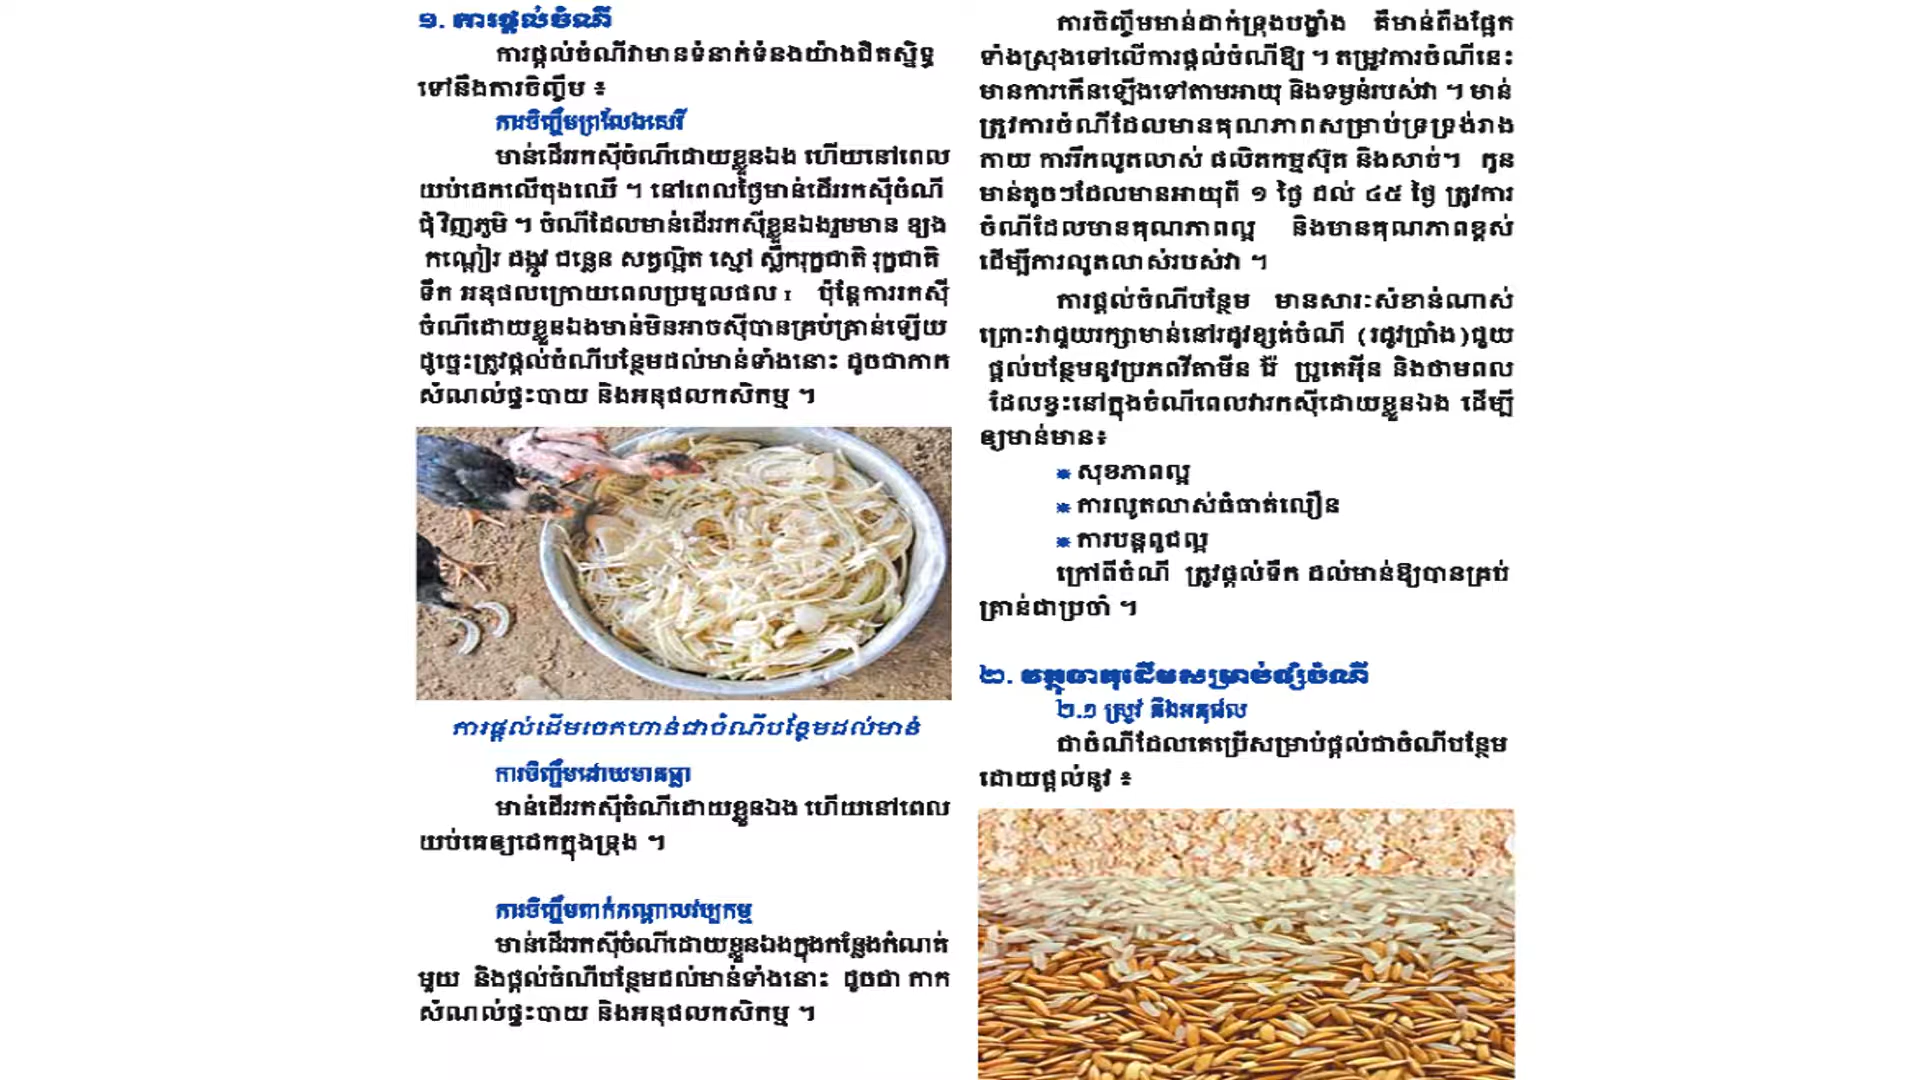 ១. ការផ្តល់ចំណី
ការផ្តល់ចំណីវាមានទំនាក់ទំនងយ៉ាងជិតស្និទ្ធ
ទៅនឹងការចិញ្ចឹម ៖
ការចិញ្ចឹមព្រលែងសេរី
មាន់ដើររកស៊ីចំណីដោយខ្លួនឯង ហើយនៅពេល
យប់ដេកលើចុងឈើ ។ នៅពេលថ្ងៃមាន់ដើររកស៊ីចំណី
ជុំវិញភូមិ ។ ចំណីដែលមាន់ដើររកស៊ីខ្លួនឯងរួមមាន ខ្យង
កណ្តៀរ ដង្កូវ ជន្លេន សត្វល្អិត ស្មៅ ស្លឹករុក្ខជាតិ រុក្ខជាតិ
ទឹក អនុផលក្រោយពេលប្រមូលផល ។ ប៉ុន្តែការរកស៊ី
ចំណីដោយខ្លួនឯងមាន់មិនអាចស៊ីបានគ្រប់គ្រាន់ឡើយ
ដូច្នេះត្រូវផ្តល់ចំណីបន្ថែមដល់មាន់ទាំងនោះ ដូចជាកាក
សំណល់ផ្ទះបាយ និងអនុផលកសិកម្ម ។
ការផ្តល់ដើមចេកហាន់ជាចំណីបន្ថែមដល់មាន់
ការចិញ្ចឹមដោយមានទ្រុង
មាន់ដើររកស៊ីចំណីដោយខ្លួនឯង ហើយនៅពេល
យប់គេឲ្យដេកក្នុងទ្រុង ។
ការចិញ្ចឹមពាក់កណ្តាលវប្បកម្ម
មាន់ដើររកស៊ីចំណីដោយខ្លួនឯងក្នុងកន្លែងកំណត់
មួយ និងផ្តល់ចំណីបន្ថែមដល់មាន់ទាំងនោះ ដូចជា កាក
សំណល់ផ្ទះបាយ និងអនុផលកសិកម្ម ។
ការចិញ្ចឹមមាន់ដាក់ទ្រុងបង្ខាំង គឺមាន់ពឹងផ្អែក
ទាំងស្រុងទៅលើការផ្តល់ចំណីឱ្យ ។ តម្រូវការចំណីនេះ
មានការកើនឡើងទៅតាមអាយុ និងទម្ងន់របស់វា ។ មាន់
ត្រូវការចំណីដែលមានគុណភាពសម្រាប់ទ្រទ្រង់រាង
កាយ ការរីកលូតលាស់ ផលិតកម្មស៊ុត និងសាច់។ កូន
មាន់តូចៗដែលមានអាយុពី ១ ថ្ងៃ ដល់ ៤៥ ថ្ងៃ ត្រូវការ
ចំណីដែលមានគុណភាពល្អ និងមានគុណភាពខ្ពស់
ដើម្បីការលូតលាស់របស់វា ។
ការផ្តល់ចំណីបន្ថែម មានសារៈសំខាន់ណាស់
ព្រោះវាជួយរក្សាមាន់នៅរដូវខ្សត់ចំណី (រដូវប្រាំង)ជួយ
ផ្តល់បន្ថែមនូវប្រភពវីតាមីន រ៉ែ ប្រូតេអ៊ីន និងថាមពល
ដែលខ្វះនៅក្នុងចំណីពេលវារកស៊ីដោយខ្លួនឯង ដើម្បី
ឲ្យមាន់មាន៖
* សុខភាពល្អ
* ការលូតលាស់ធំធាត់លឿន
* ការបន្តពូជល្អ
ក្រៅពីចំណី ត្រូវផ្តល់ទឹក ដល់មាន់ឱ្យបានគ្រប់
គ្រាន់ជាប្រចាំ ។
២. វត្ថុធាតុដើមសម្រាប់ផ្សំចំណី
២.១ ស្រូវ និងអនុផល
ជាចំណីដែលគេប្រើសម្រាប់ផ្តល់ជាចំណីបន្ថែម
ដោយផ្តល់នូវ ៖